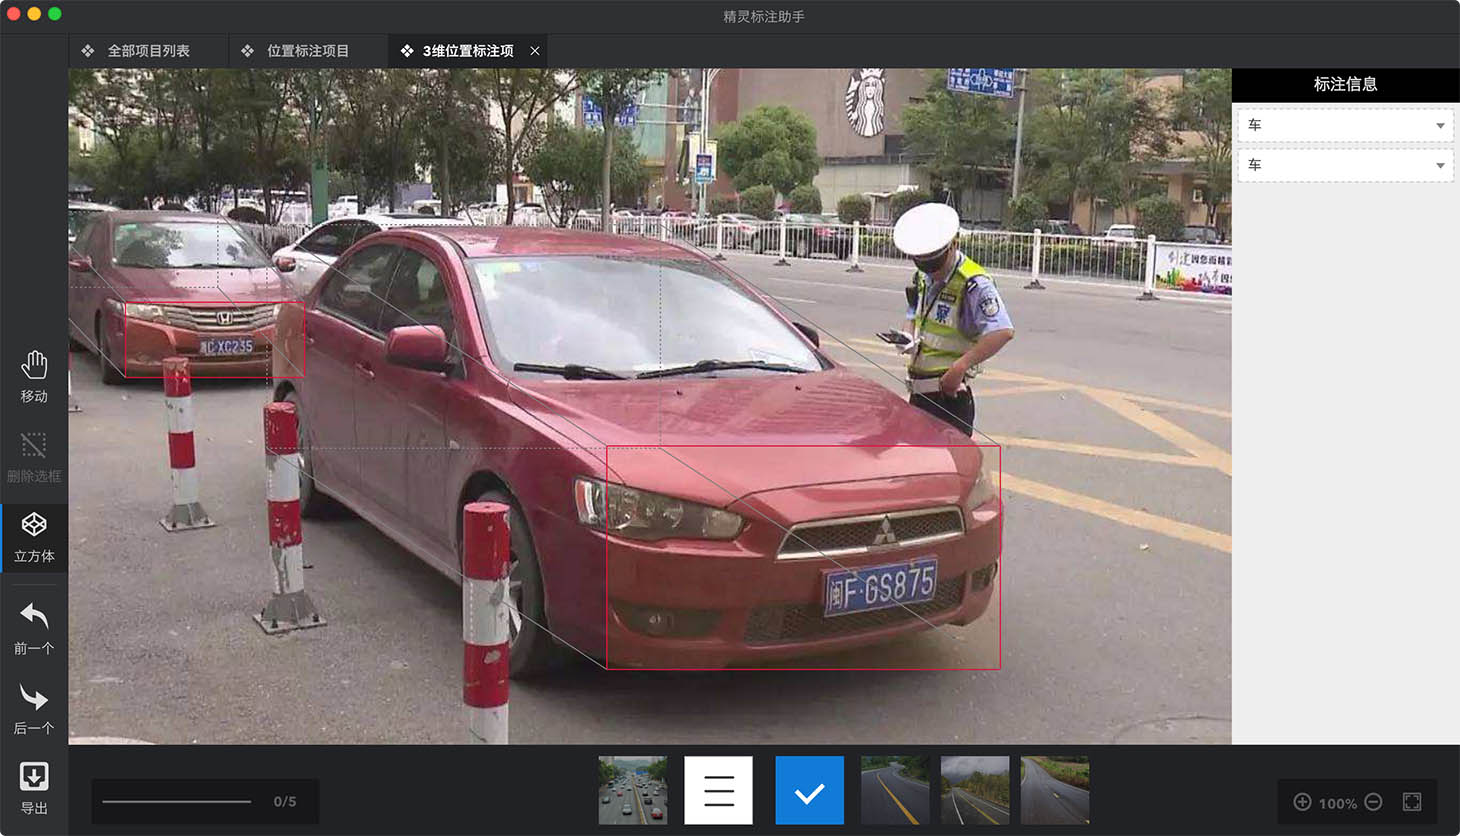 精灵标注助手
全部项目列表
位置标注项目
3维位置标注项
标注信息
车
车
移动
删除选框
立方体
前一个
后一个
导出
C·XC235
闽F·GS875
0/5
100%